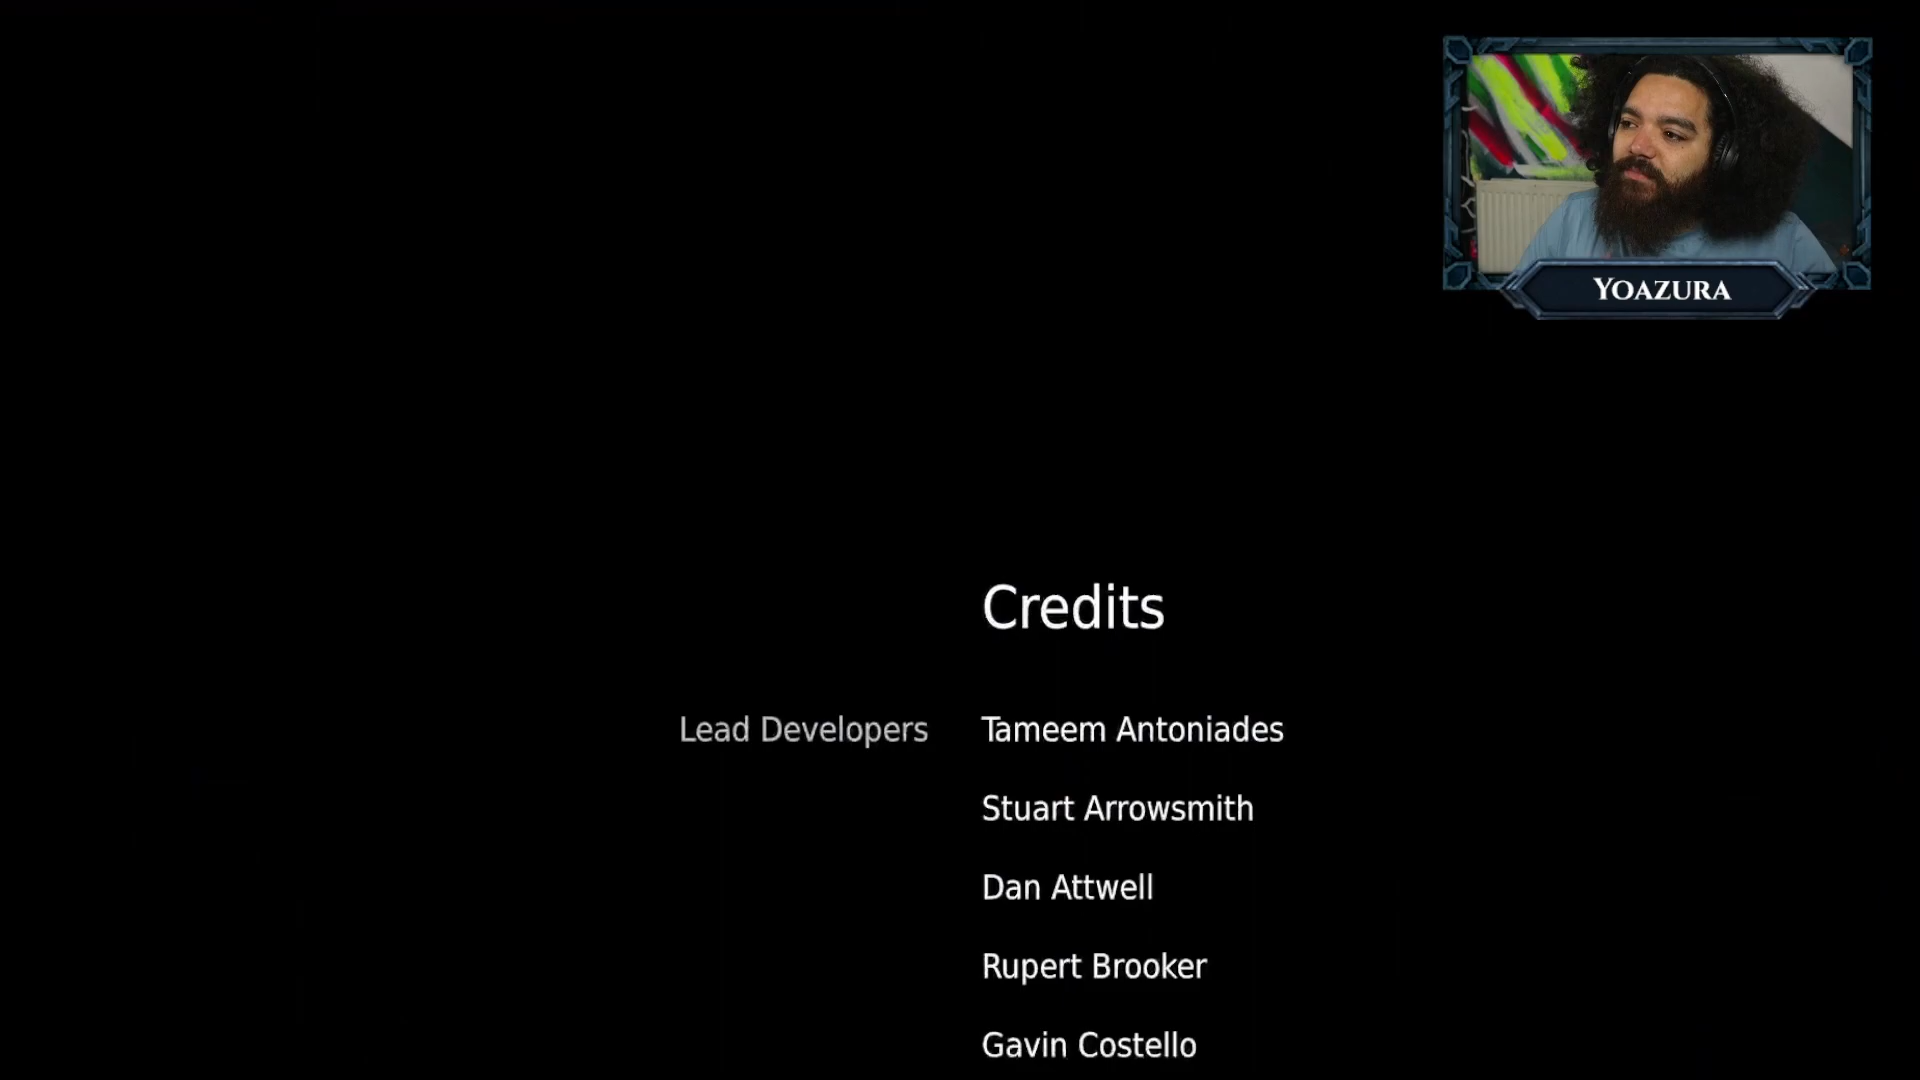 YOAZURA
Credits
Lead Developers Tameem Antoniades
Stuart Arrowsmith
Dan Attwell
Rupert Brooker
Gavin Costello